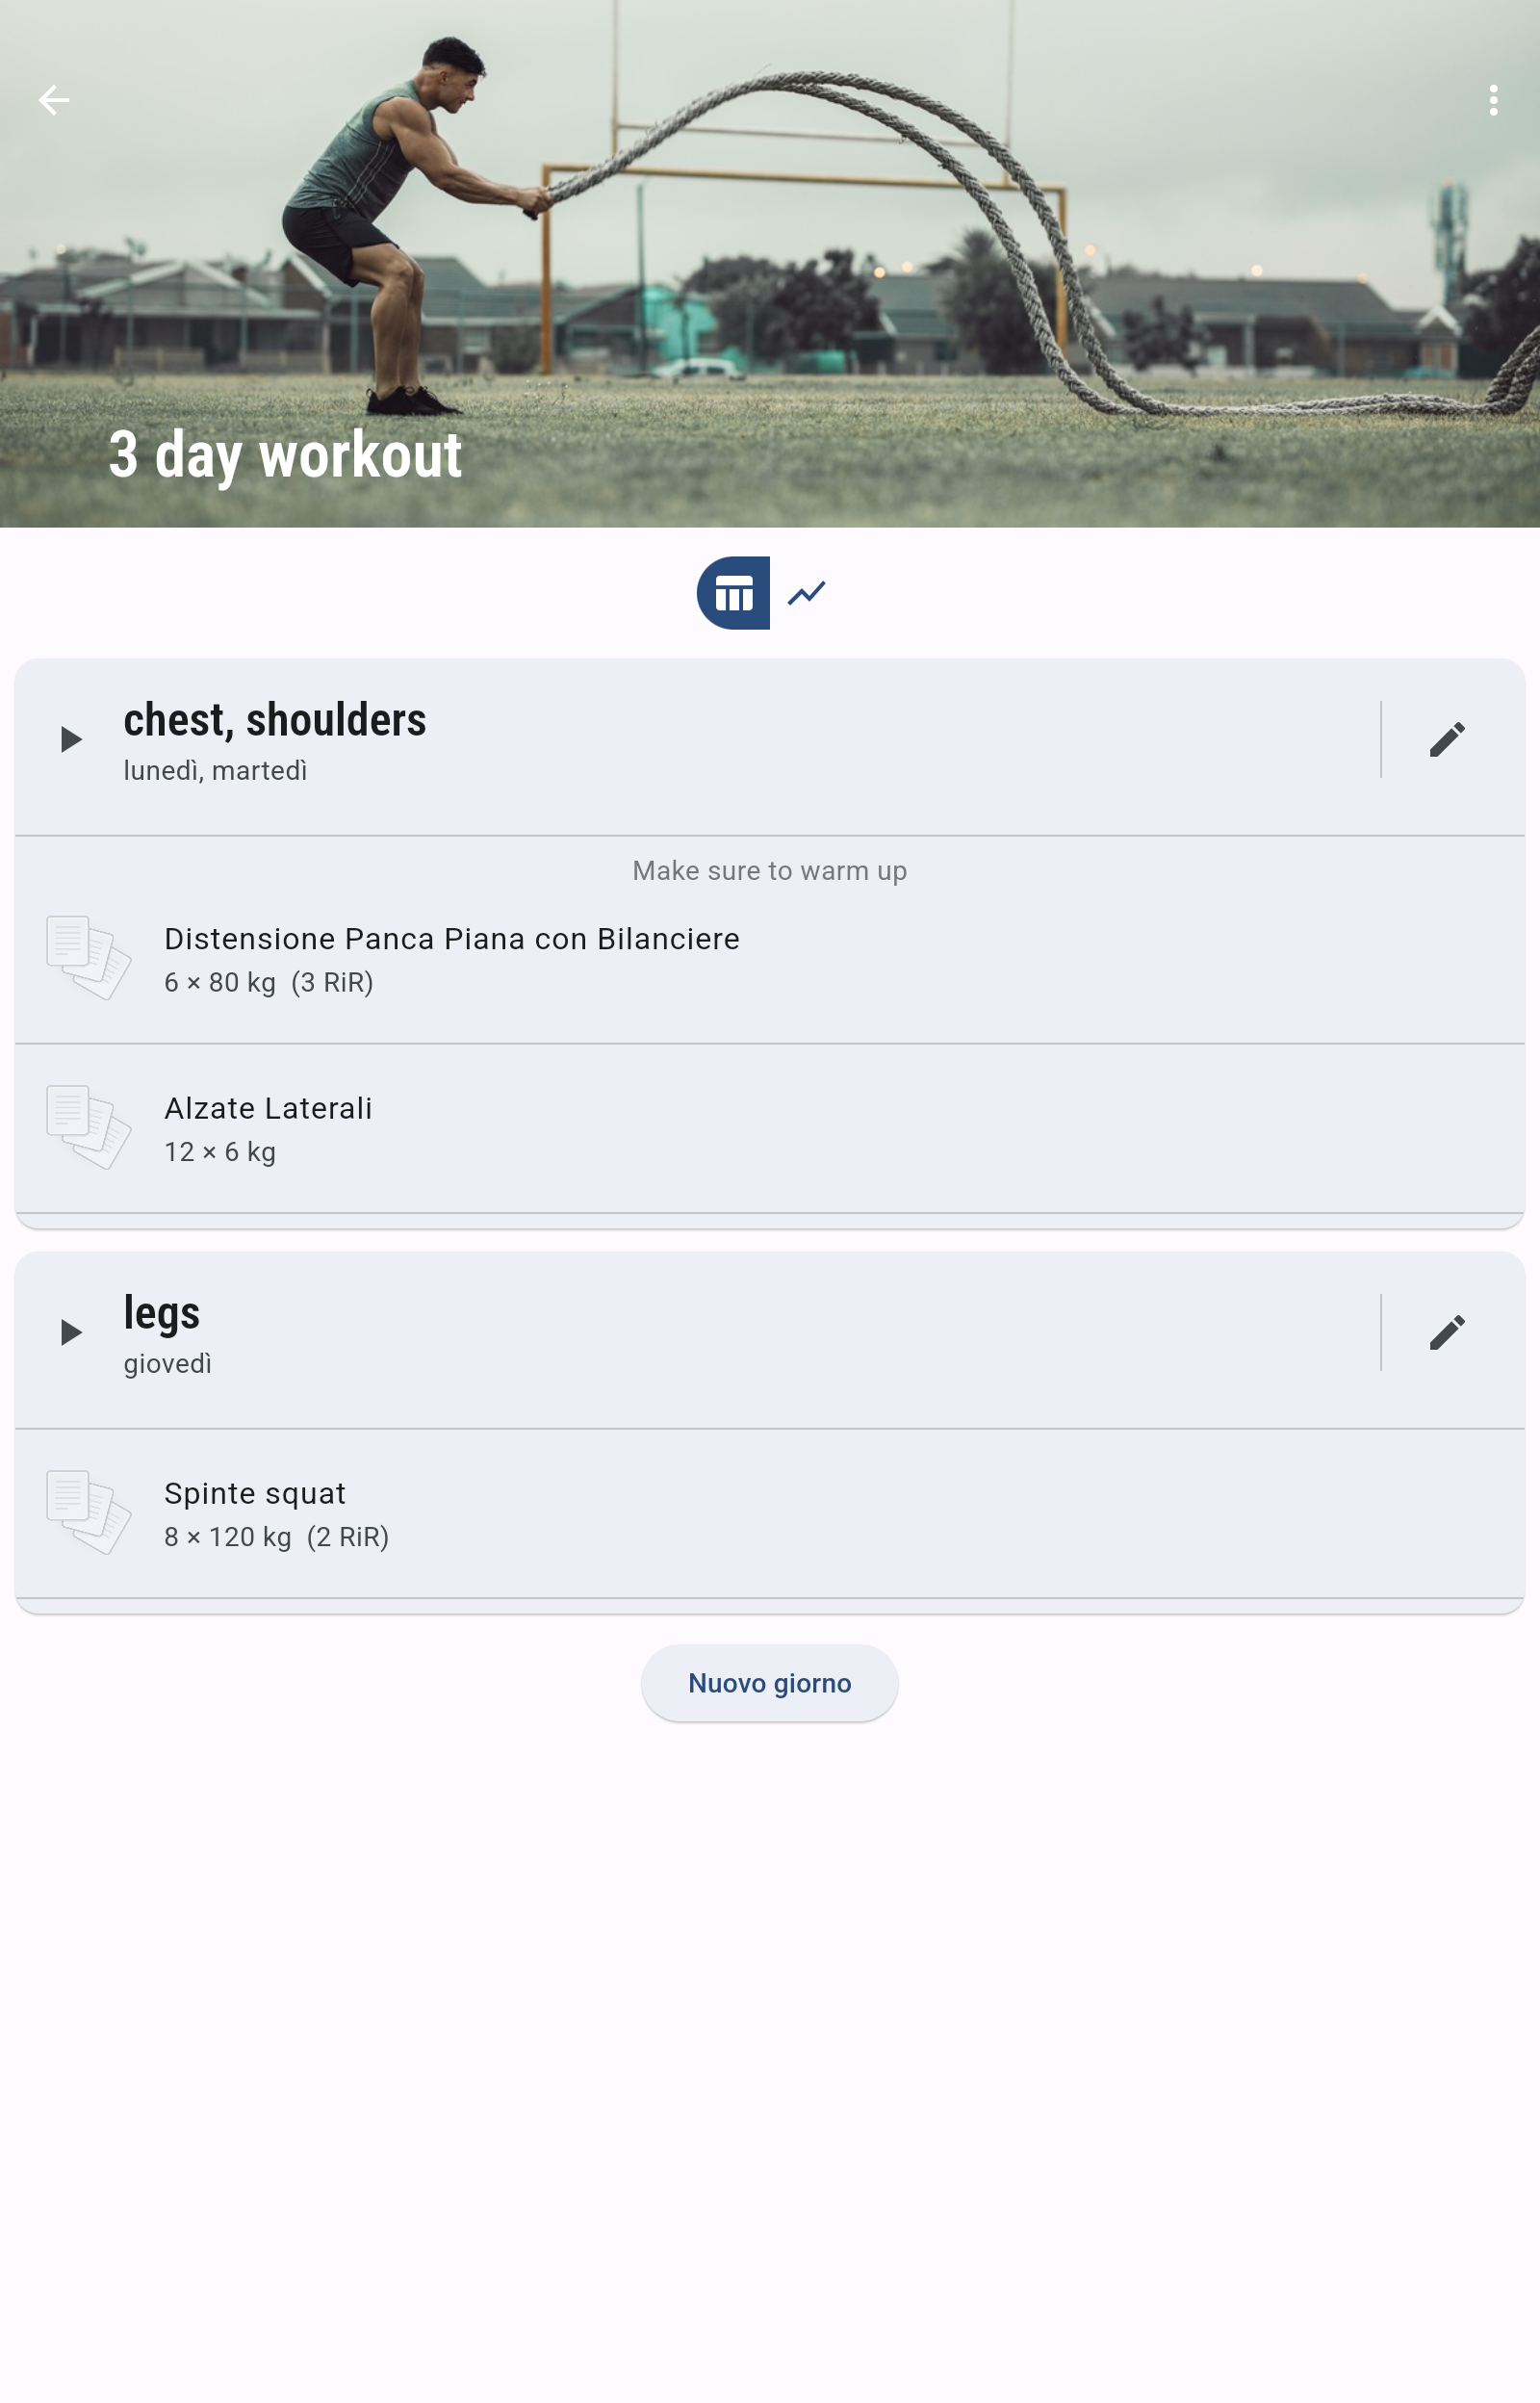 3 day workout
chest, shoulders
lunedì, martedì
Make sure to warm up
Distensione Panca Piana con Bilanciere
6 × 80 kg  (3 RiR)
Alzate Laterali
12 × 6 kg
legs
giovedì
Spinte squat
8 × 120 kg  (2 RiR)
Nuovo giorno